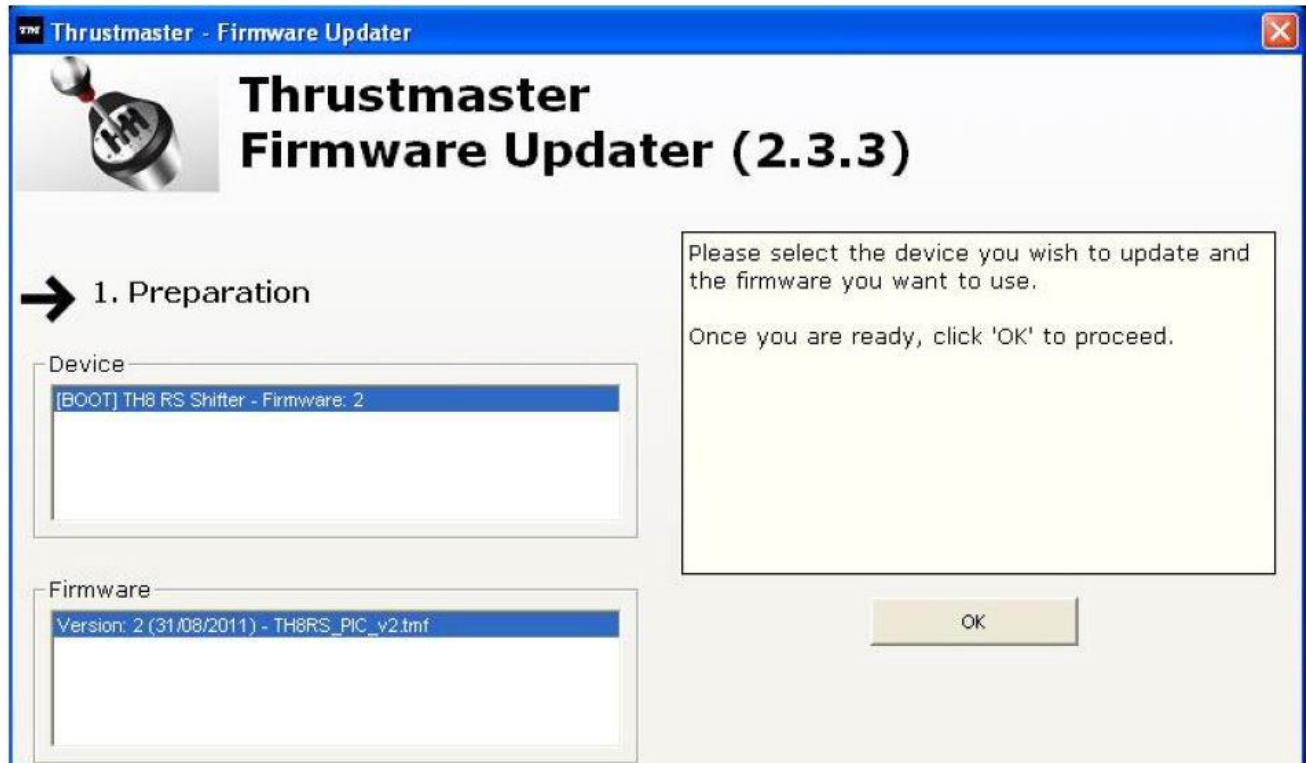 Thrustmaster - Firmware Updater
Thrustmaster
Firmware Updater (2.3.3)
1. Preparation
Please select the device you wish to update and
the firmware you want to use.
Once you are ready, click 'OK' to proceed.
Device
[BOOT] TH8 RS Shifter - Firmware: 2
Firmware
Version: 2 (31/08/2011) - TH8RS_PIC_v2.tmf
OK